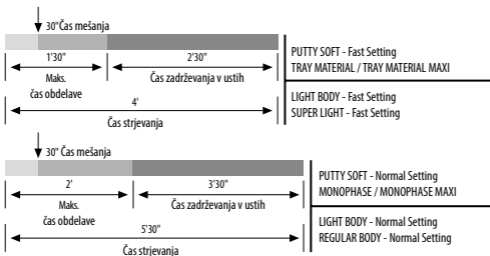 30"Čas mešanja
1'30"
2'30"
Maks.
čas obdelave
Čas zadrževanja v ustih
4'
Čas strjevanja
PUTTY SOFT - Fast Setting
TRAY MATERIAL / TRAY MATERIAL MAXI
LIGHT BODY - Fast Setting
SUPER LIGHT - Fast Setting
30" Čas mešanja
2'
3'30"
Maks.
čas obdelave
Čas zadrževanja v ustih
5'30"
Čas strjevanja
PUTTY SOFT - Normal Setting
MONOPHASE / MONOPHASE MAXI
LIGHT BODY - Normal Setting
REGULAR BODY - Normal Setting